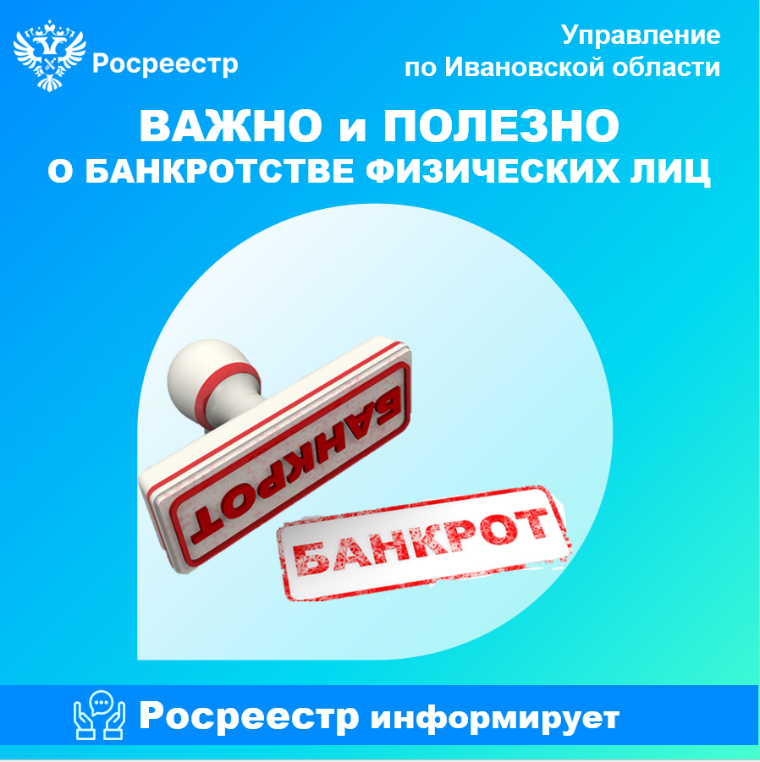 Росреестр
Управление
по Ивановской области
ВАЖНО и ПОЛЕЗНО
О БАНКРОТСТВЕ ФИЗИЧЕСКИХ ЛИЦ
БАНКРОТ
БАНКРОТ
Росреестр информирует